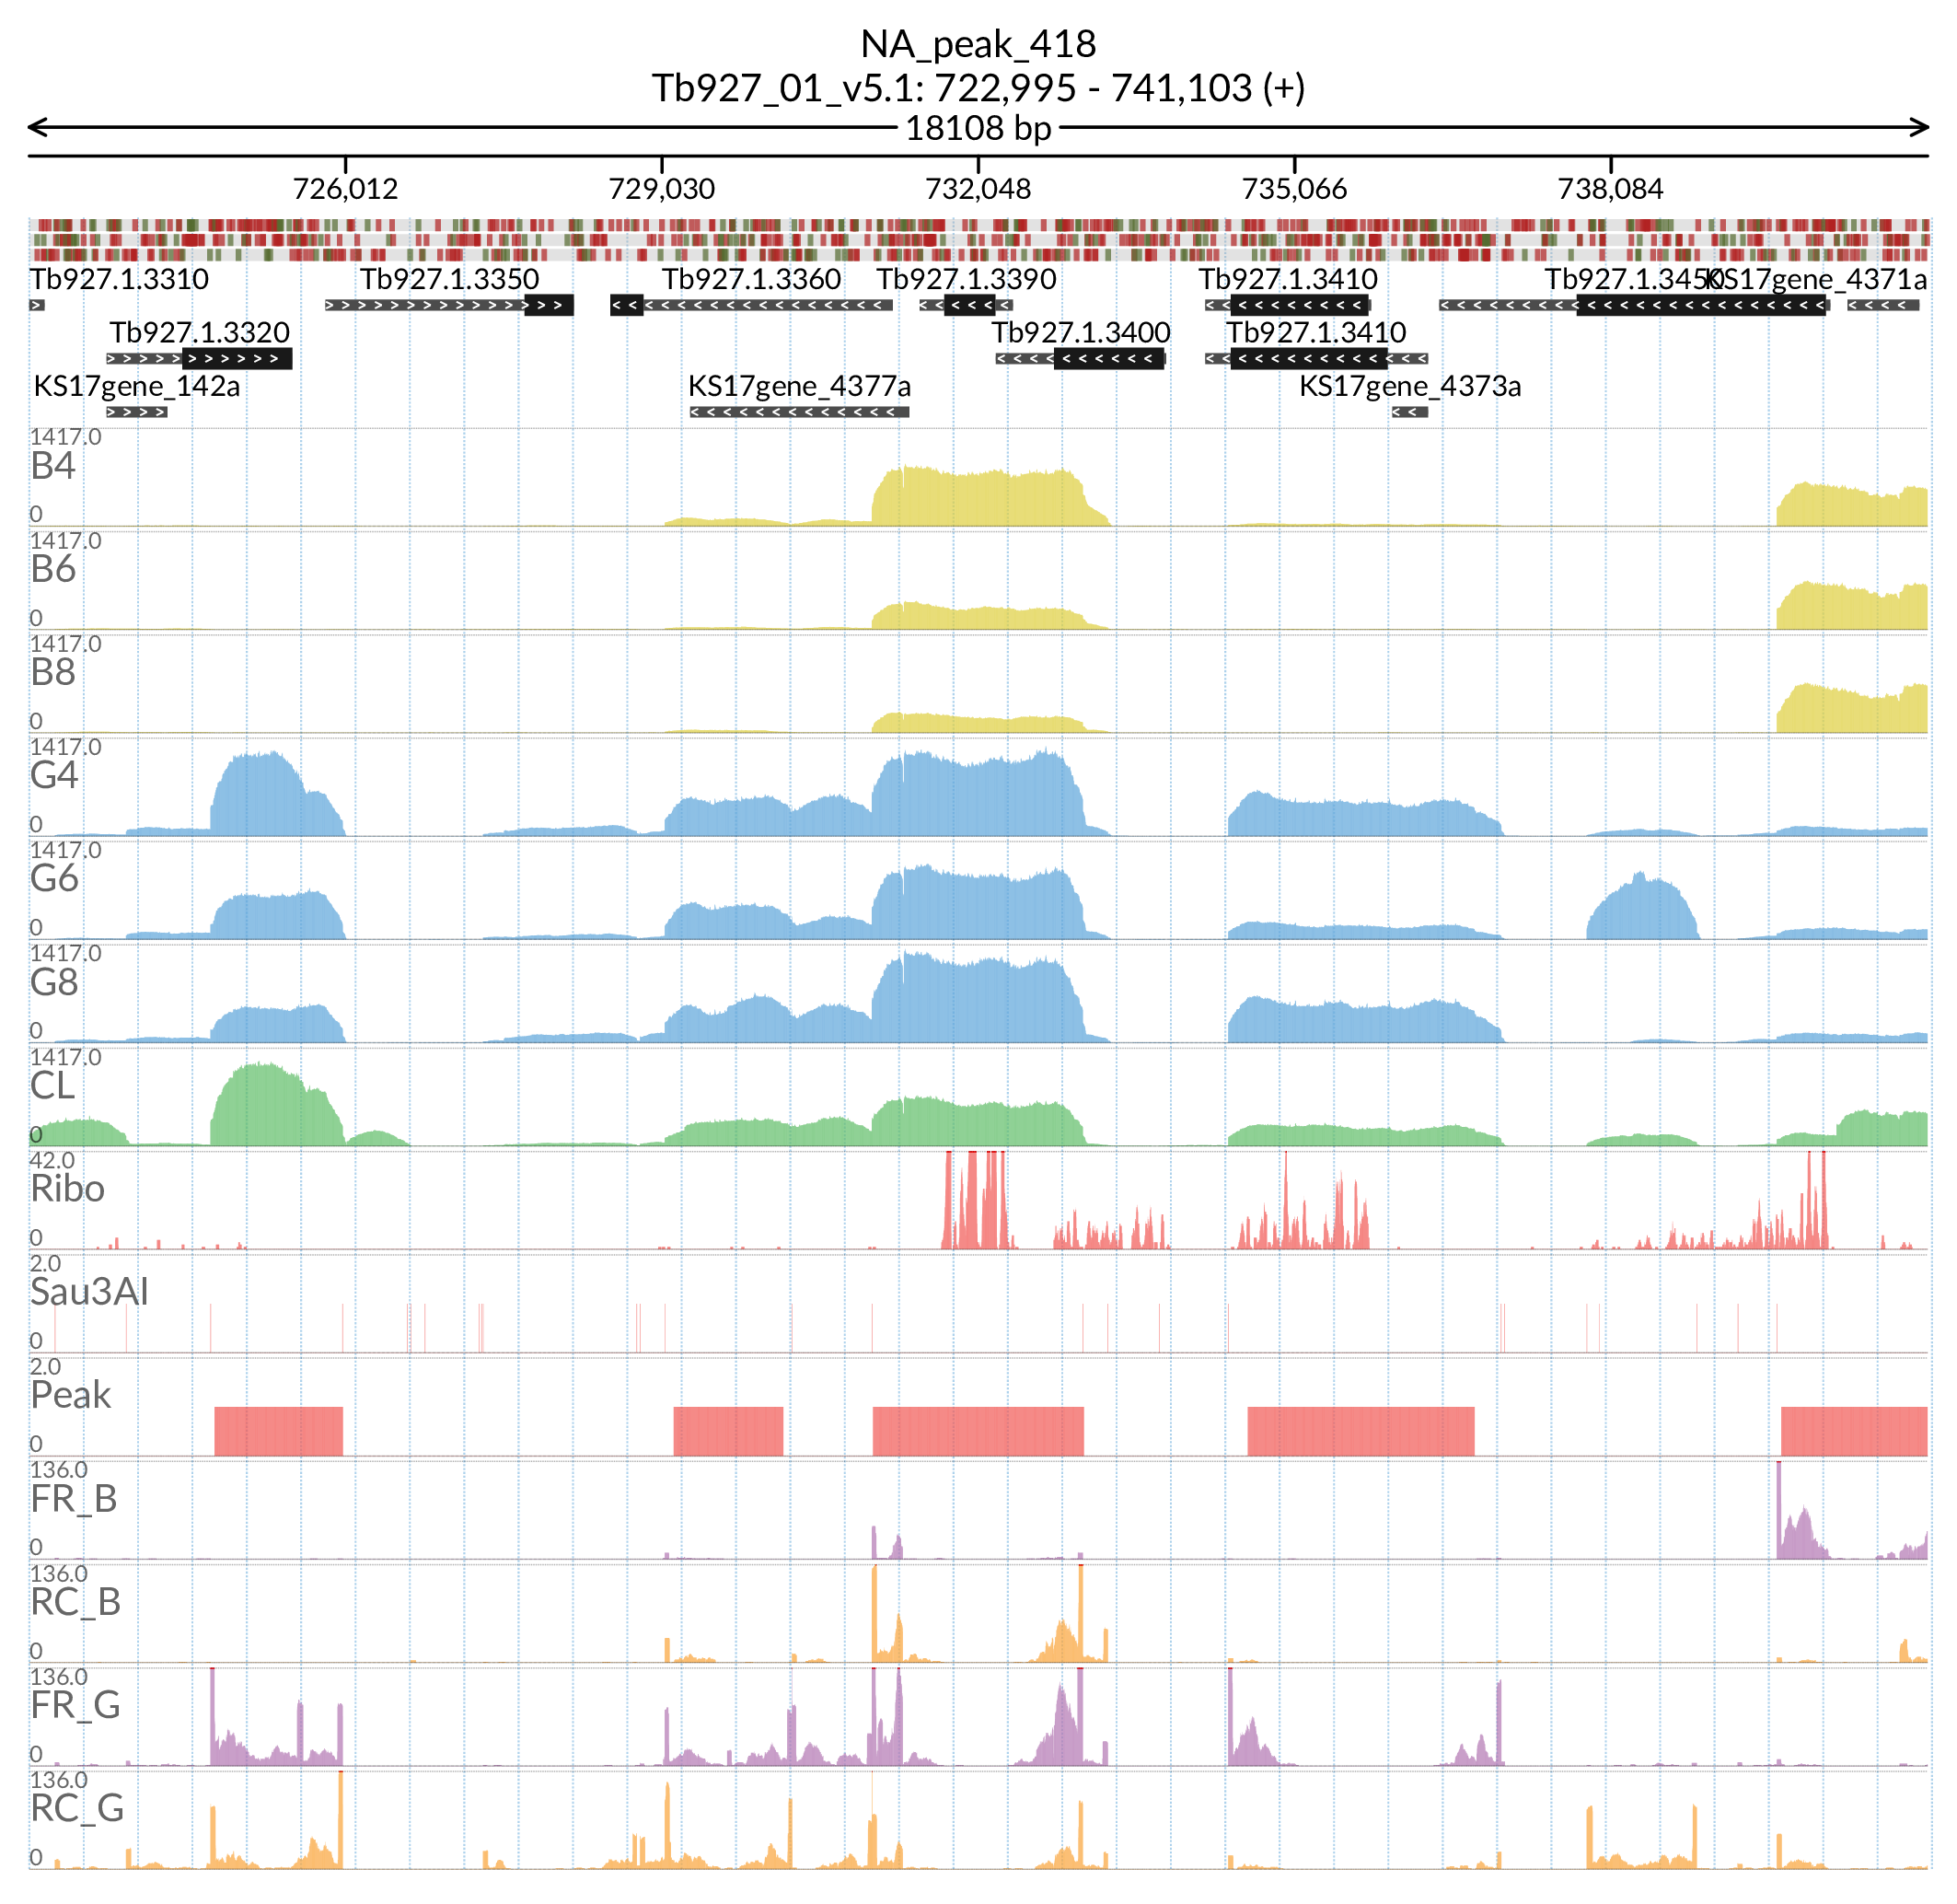 NA_peak_418
Tb927_01_v5.1: 722,995 - 741,103 (+)
18108 bp
726,012 729,030 732,048 735,066 738,084
Tb927.1.3310 Tb927.1.3350 Tb927.1.3360 Tb927.1.3390 Tb927.1.3410 Tb927.1.3450 KS17gene_4371a
Tb927.1.3320 Tb927.1.3400 Tb927.1.3410
KS17gene_142a KS17gene_4377a KS17gene_4373a
1417.0
B4
0
1417.0
B6
0
1417.0
B8
0
1417.0
G4
0
1417.0
G6
0
1417.0
G8
0
1417.0
CL
0
42.0
Ribo
0
2.0
Sau3AI
0
2.0
Peak
0
136.0
FR_B
0
136.0
RC_B
0
136.0
FR_G
0
136.0
RC_G
0